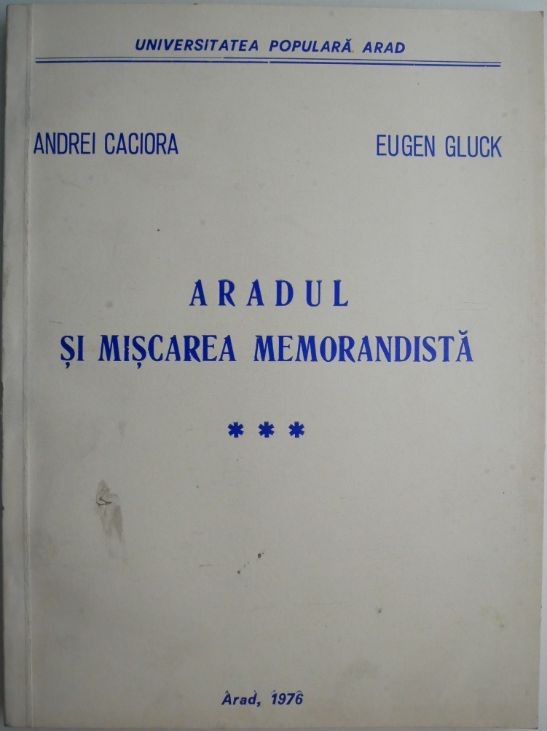 UNIVERSITATEA POPULARĂ ARAD
ANDREI CACIORA EUGEN GLUCK
ARADUL
ȘI MIȘCAREA MEMORANDISTĂ
* * *
Arad, 1976